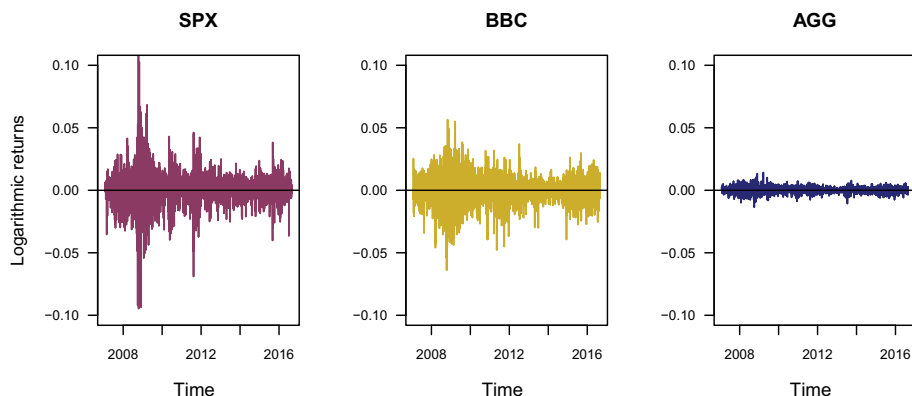 SPX BBC AGG
Logarithmic returns
0.10 0.10 0.10
0.05 0.05 0.05
0.00 0.00 0.00
−0.05 −0.05 −0.05
−0.10 −0.10 −0.10
2008 2012 2016 2008 2012 2016 2008 2012 2016
Time Time Time